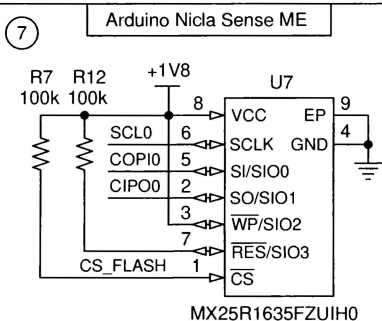 Arduino Nicla Sense ME
7
R7 R12 +1V8
100k 100k
U7
8 VCC EP 9
SCL0 6 SCLK GND 4
COPI0 5 SI/SIO0
CIPO0 2 SO/SIO1
3 WP/SIO2
7 RES/SIO3
CS_FLASH 1 CS
MX25R1635FZUIH0